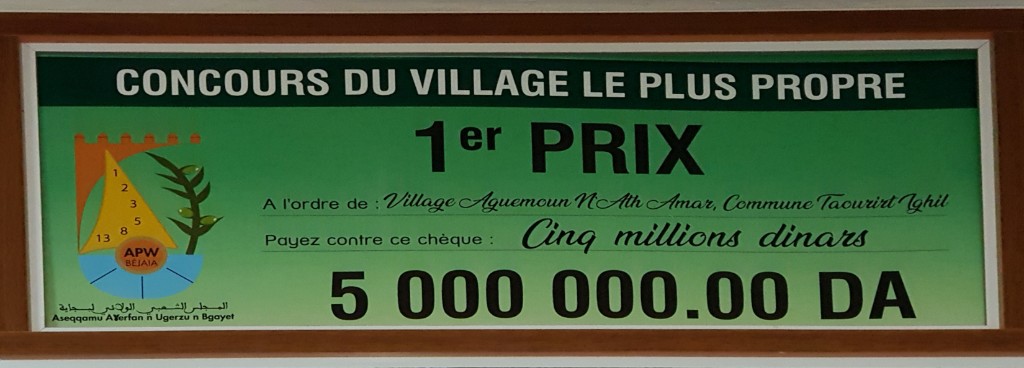 CONCOURS DU VILLAGE LE PLUS PROPRE
1er PRIX
A l'ordre de : Village Aguemoun N'Ath Amar, Commune Taourirt Ighil
Payez contre ce chèque : Cinq millions dinars
5 000 000.00 DA
1
2
3
5
8
13
APW
BÉJAIA
المجلس الشعبي الولائي لبجاية
Aseqqamu Aɣerfan n Ugerzu n Bgayet